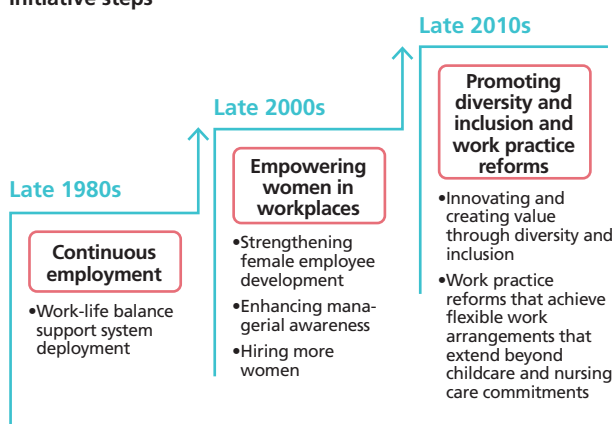 Initiative steps
Late 1980s
Continuous
employment
•Work-life balance
support system
deployment
Late 2000s
Empowering
women in
workplaces
•Strengthening
female employee
development
•Enhancing mana-
gerial awareness
•Hiring more
women
Late 2010s
Promoting
diversity and
inclusion and
work practice
reforms
•Innovating and
creating value
through diversity and
inclusion
•Work practice
reforms that achieve
flexible work
arrangements that
extend beyond
childcare and nursing
care commitments